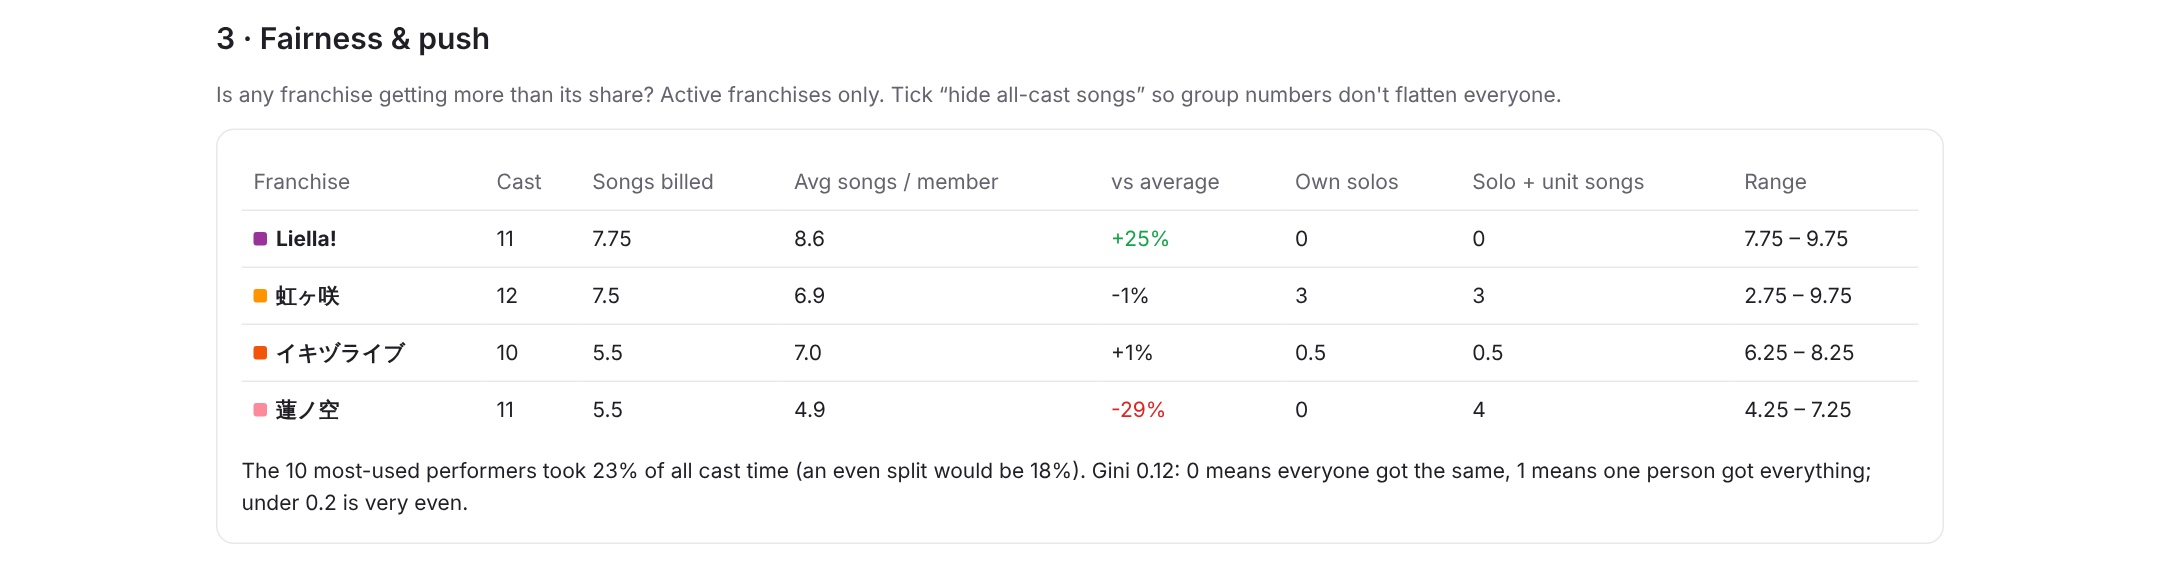 3 · Fairness & push
Is any franchise getting more than its share? Active franchises only. Tick “hide all-cast songs” so group numbers don't flatten everyone.
Franchise Cast Songs billed Avg songs / member vs average Own solos Solo + unit songs Range
Liella! 11 7.75 8.6 +25% 0 0 7.75 – 9.75
虹ヶ咲 12 7.5 6.9 -1% 3 3 2.75 – 9.75
イキヅライブ 10 5.5 7.0 +1% 0.5 0.5 6.25 – 8.25
蓮ノ空 11 5.5 4.9 -29% 0 4 4.25 – 7.25
The 10 most-used performers took 23% of all cast time (an even split would be 18%). Gini 0.12: 0 means everyone got the same, 1 means one person got everything;
under 0.2 is very even.